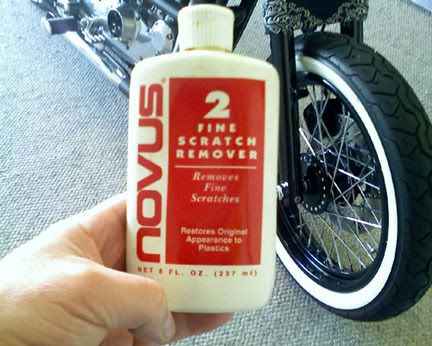 NOVUS®
2
FINE
SCRATCH
REMOVER
Removes
Fine
Scratches
Restores Original
Appearance to
Plastics
NET 8 FL. OZ. (237 ml)